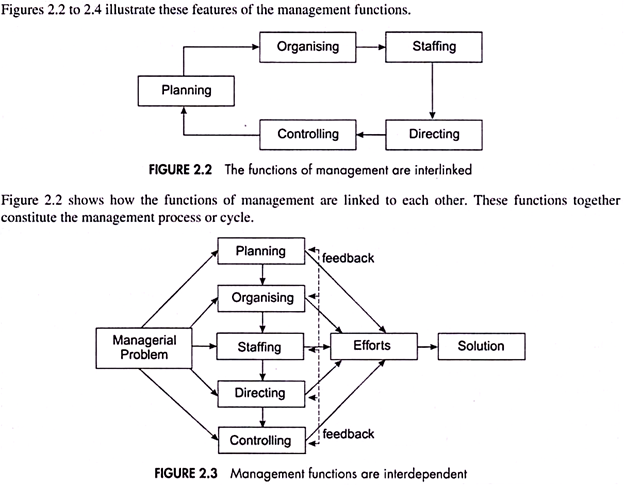 Figures 2.2 to 2.4 illustrate these features of the management functions.
Organising
Staffing
Planning
Controlling
Directing
FIGURE 2.2 The functions of management are interlinked
Figure 2.2 shows how the functions of management are linked to each other. These functions together
constitute the management process or cycle.
Planning
feedback
Organising
Managerial
Problem
Staffing
Efforts
Solution
Directing
Controlling
feedback
FIGURE 2.3 Management functions are interdependent